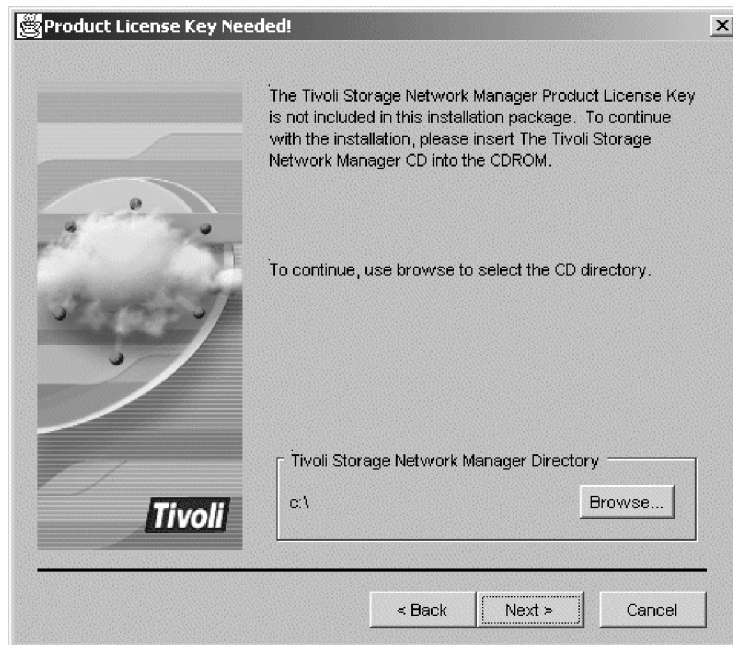 Product License Key Needed!
The Tivoli Storage Network Manager Product License Key
is not included in this installation package. To continue
with the installation, please insert The Tivoli Storage
Network Manager CD into the CDROM.
To continue, use browse to select the CD directory.
Tivoli Storage Network Manager Directory
c:\
Browse...
Tivoli
< Back
Next >
Cancel